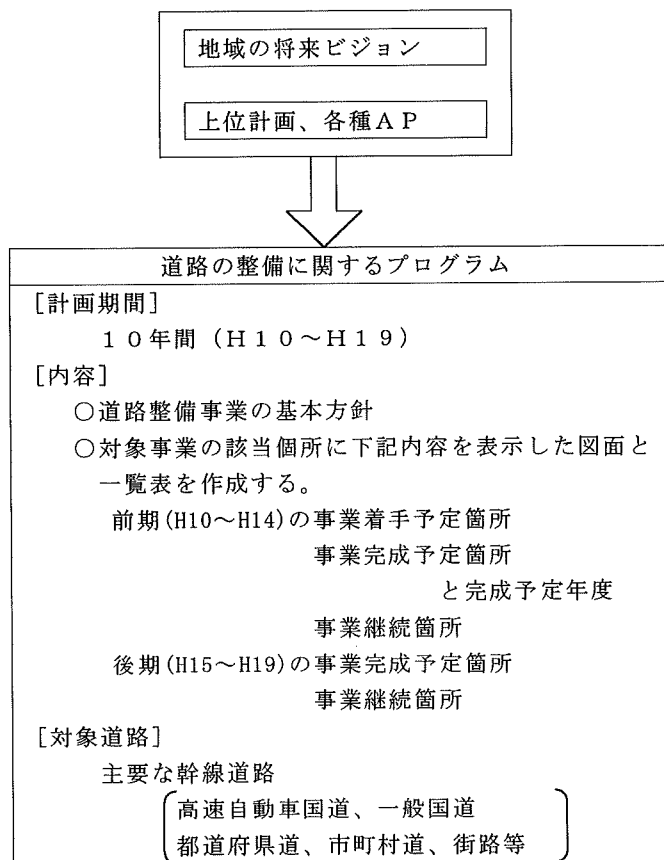 地域の将来ビジョン
上位計画、各種ＡＰ
道路の整備に関するプログラム
[計画期間]
１０年間（Ｈ１０～Ｈ１９）
[内容]
○道路整備事業の基本方針
○対象事業の該当個所に下記内容を表示した図面と
一覧表を作成する。
前期(H10～H14)の事業着手予定箇所
事業完成予定箇所
と完成予定年度
事業継続箇所
後期(H15～H19)の事業完成予定箇所
事業継続箇所
[対象道路]
主要な幹線道路
高速自動車国道、一般国道
都道府県道、市町村道、街路等